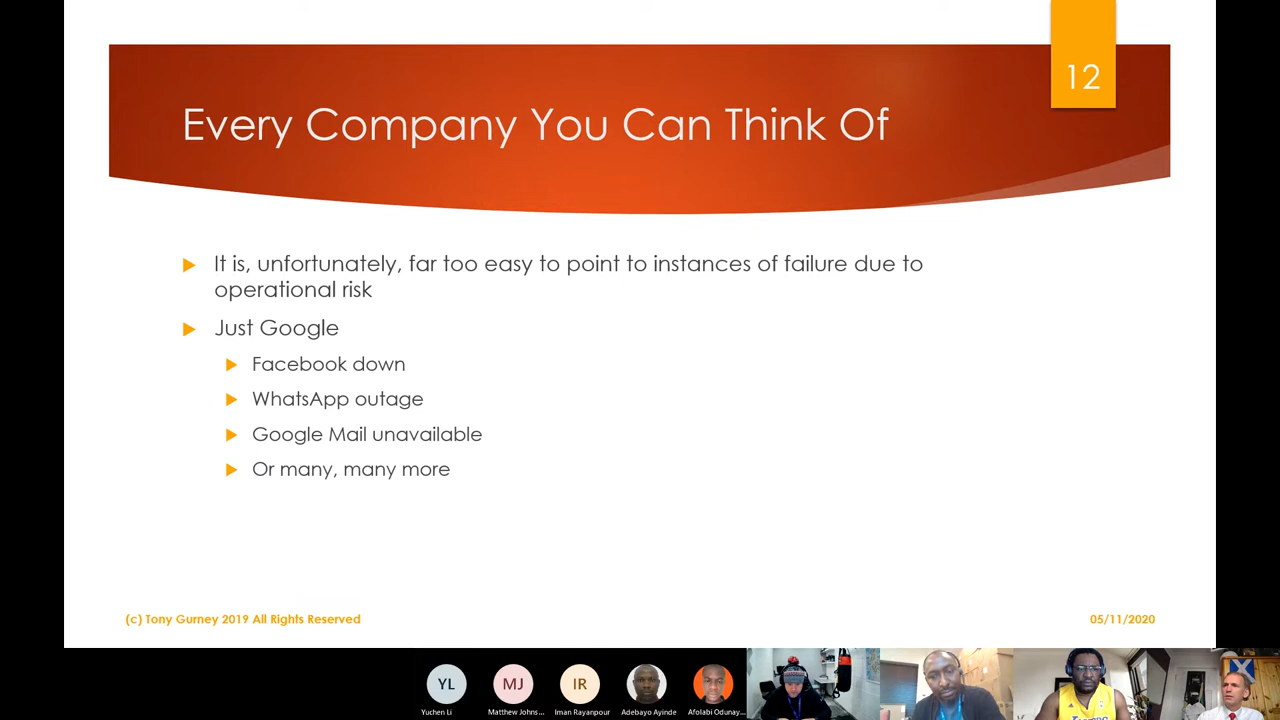 12
Every Company You Can Think Of
It is, unfortunately, far too easy to point to instances of failure due to
operational risk
Just Google
Facebook down
WhatsApp outage
Google Mail unavailable
Or many, many more
(c) Tony Gurney 2019 All Rights Reserved
05/11/2020
YL
MJ
IR
Yuchen Li
Matthew Johns...
Iman Rayanpour
Adebayo Ayinde
Afolabi Odunay...